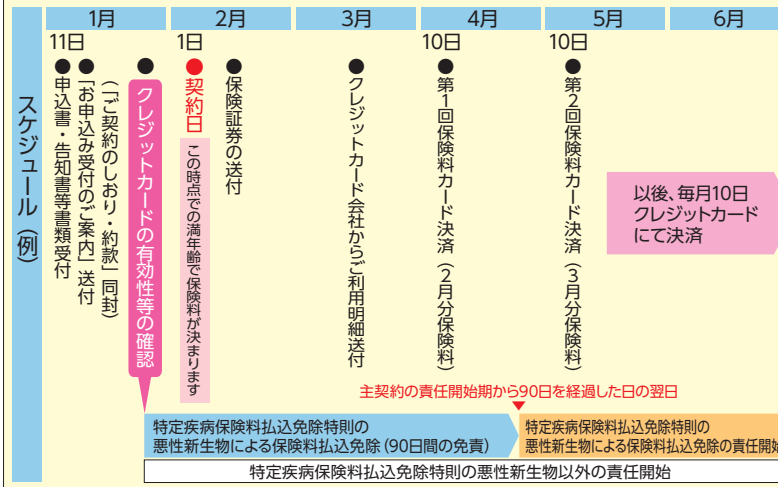 1月
2月
3月
4月
5月
6月
スケジュール（例）
11日
1日
10日
10日
申込書・告知書等書類受付
「お申込み受付のご案内」送付
（「ご契約のしおり・約款」同封）
クレジットカードの有効性等の確認
契約日
この時点での満年齢で保険料が決まります
保険証券の送付
クレジットカード会社からご利用明細送付
第1回保険料カード決済（2月分保険料）
第2回保険料カード決済（3月分保険料）
以後、毎月10日
クレジットカード
にて決済
主契約の責任開始期から90日を経過した日の翌日
特定疾病保険料払込免除特則の
悪性新生物による保険料払込免除（90日間の免責）
特定疾病保険料払込免除特則の
悪性新生物による保険料払込免除の責任開始
特定疾病保険料払込免除特則の悪性新生物以外の責任開始